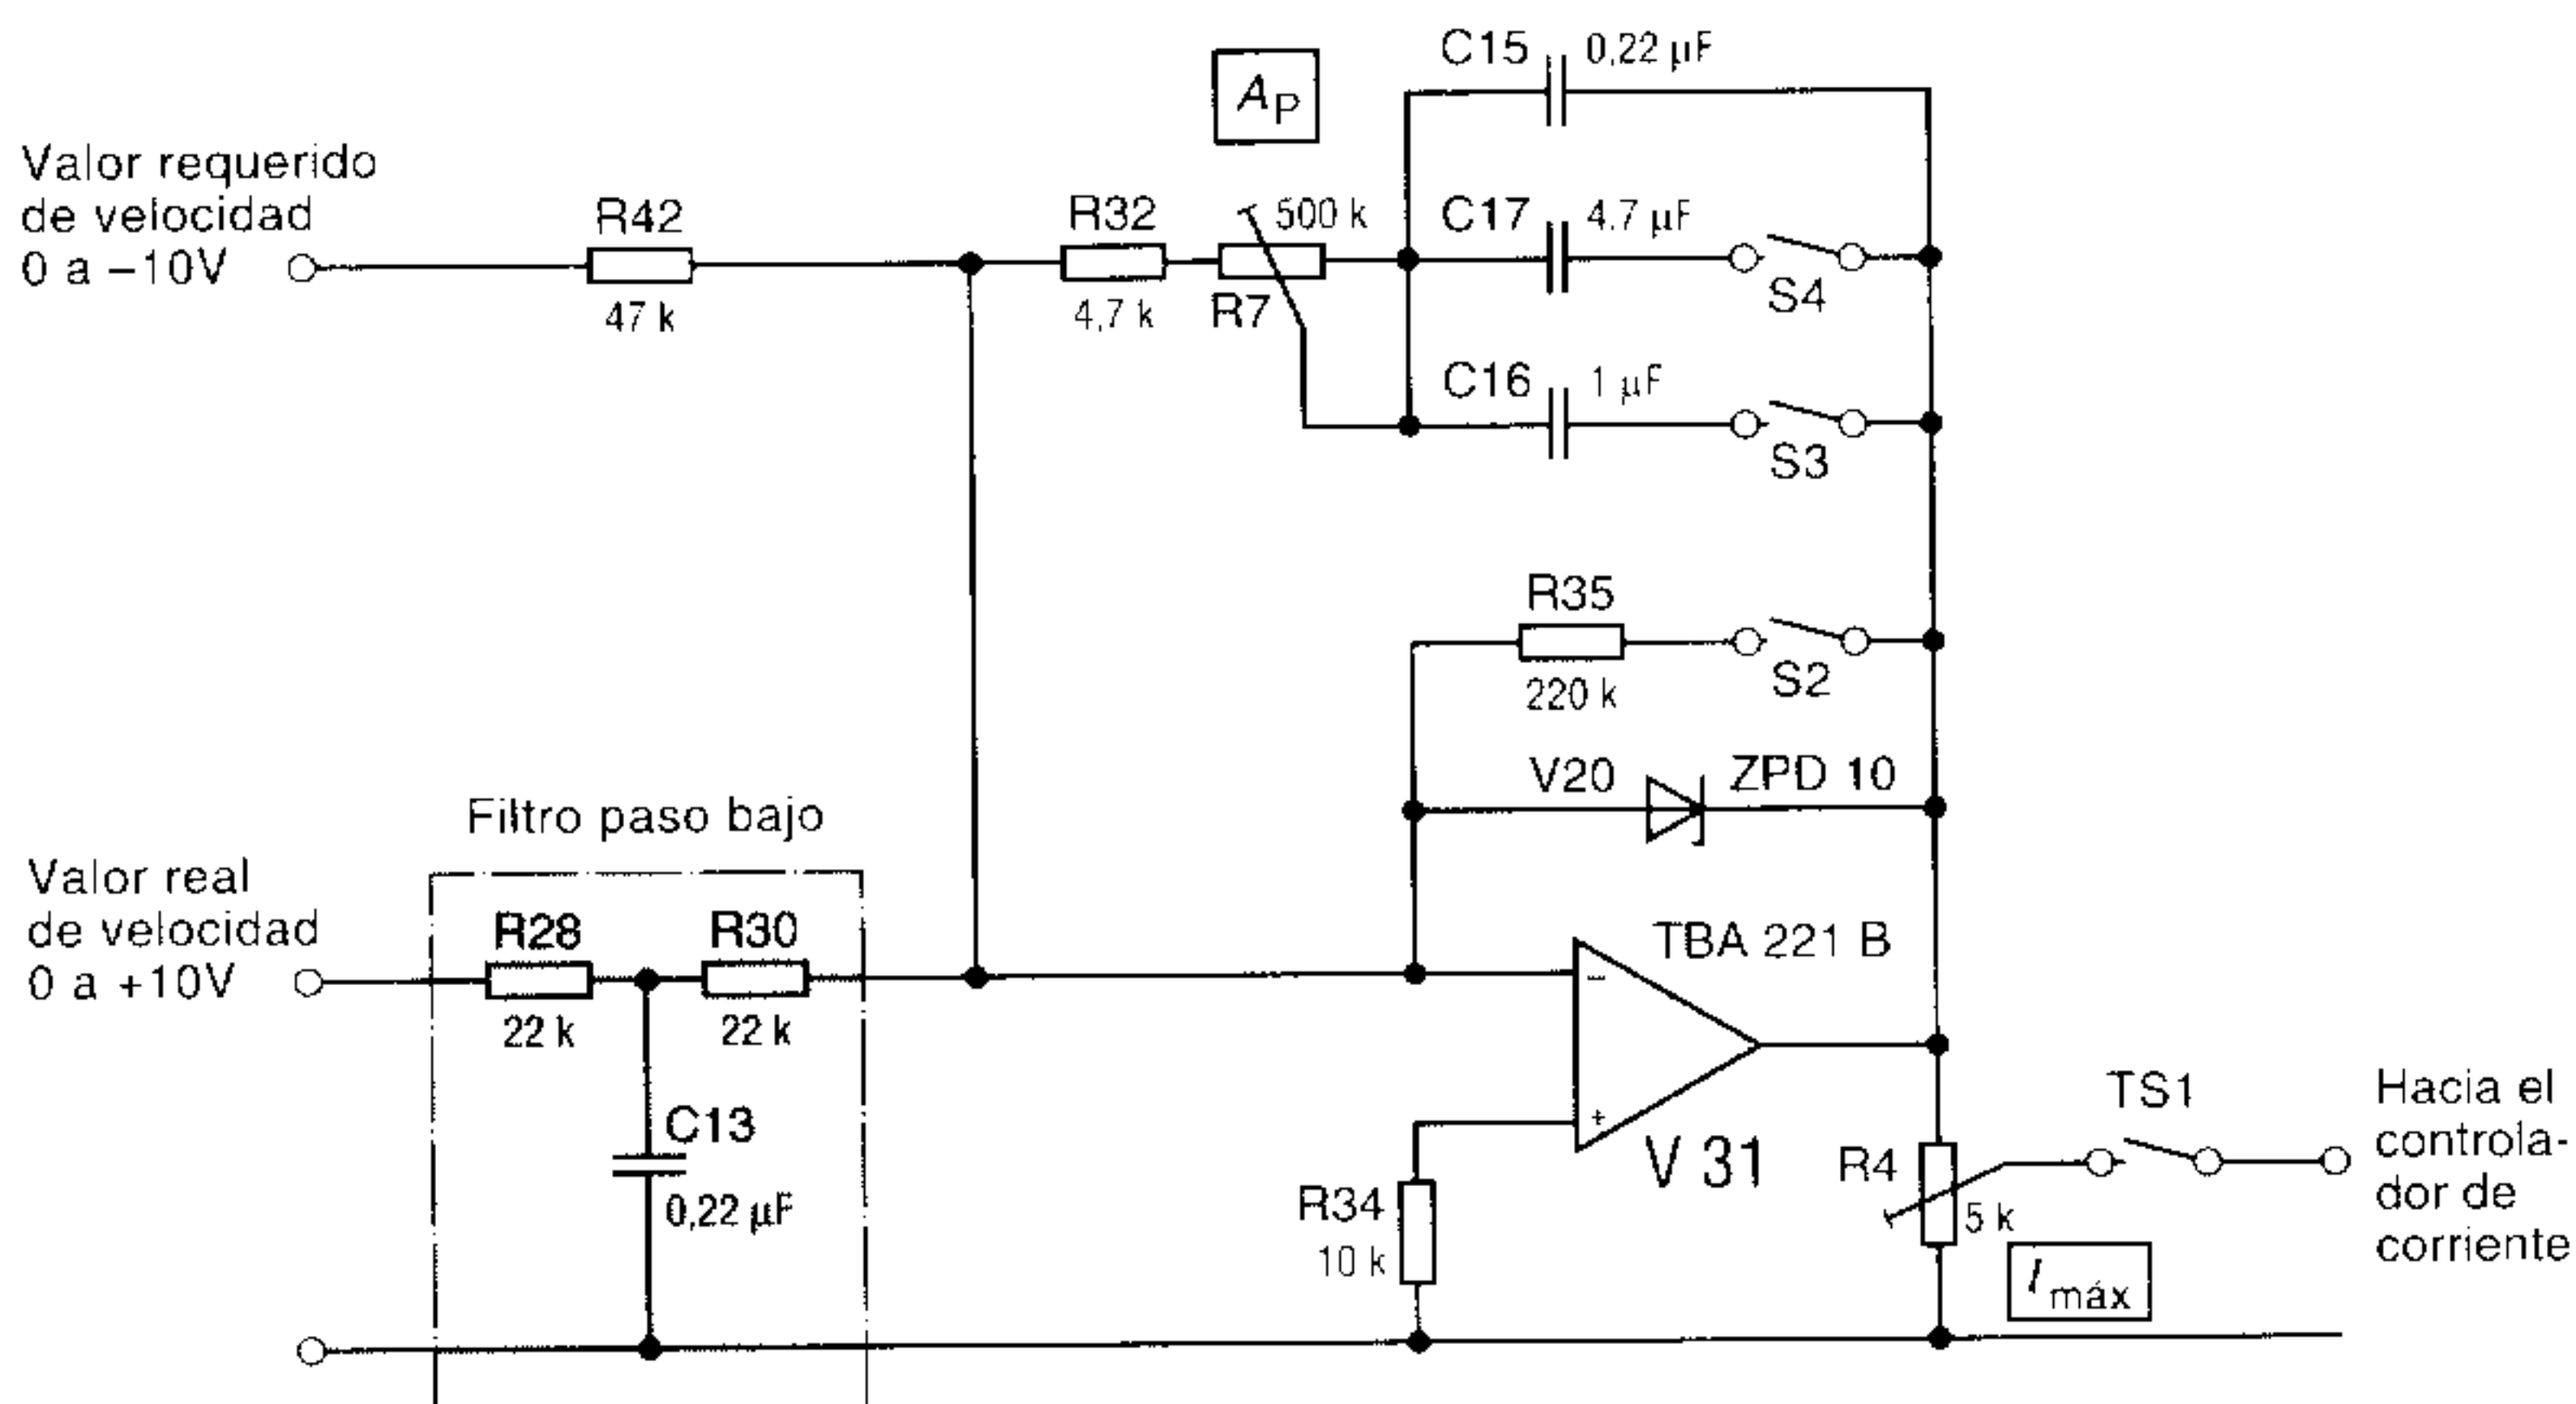 C15 0,22 µF
A_P
Valor requerido
de velocidad
0 a –10V
R42
47 k
R32
4,7 k
500 k
R7
C17 4,7 µF
S4
C16 1 µF
S3
R35
220 k
S2
V20 ZPD 10
Filtro paso bajo
Valor real
de velocidad
0 a +10V
R28
22 k
R30
22 k
C13
0,22 µF
TBA 221 B
–
+
V 31
R34
10 k
R4
5 k
I_máx
TS1
Hacia el
controla-
dor de
corriente